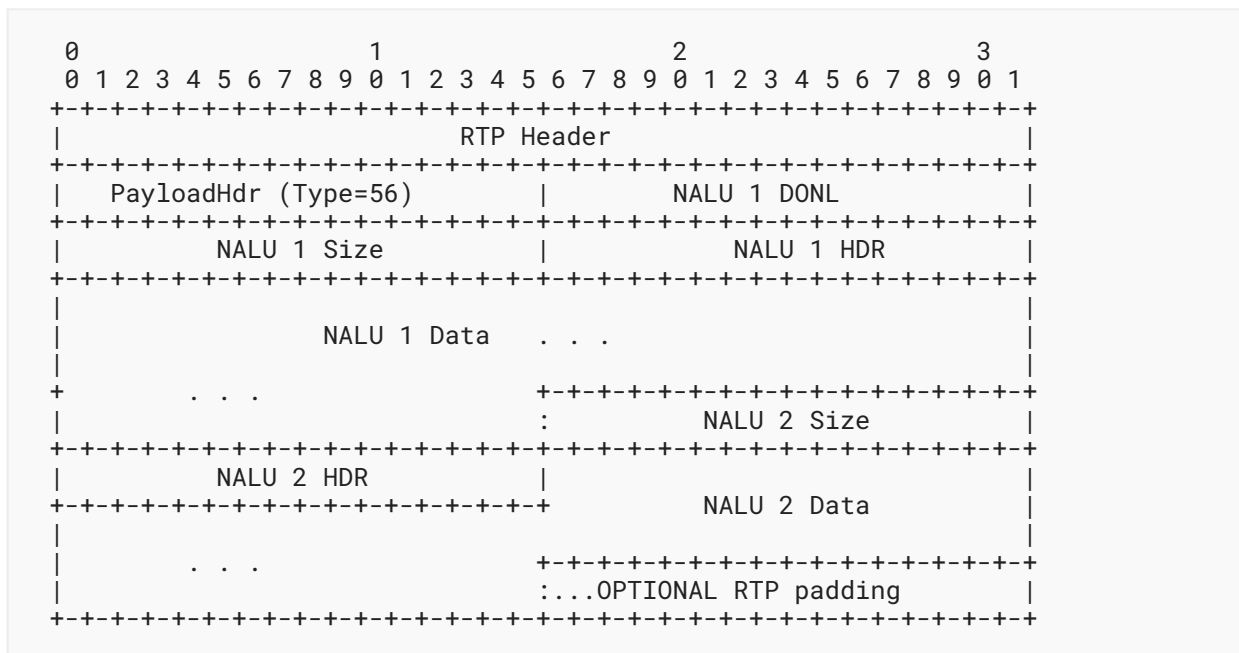 0                   1                   2                   3
 0 1 2 3 4 5 6 7 8 9 0 1 2 3 4 5 6 7 8 9 0 1 2 3 4 5 6 7 8 9 0 1
+-+-+-+-+-+-+-+-+-+-+-+-+-+-+-+-+-+-+-+-+-+-+-+-+-+-+-+-+-+-+-+-+
|                          RTP Header                           |
+-+-+-+-+-+-+-+-+-+-+-+-+-+-+-+-+-+-+-+-+-+-+-+-+-+-+-+-+-+-+-+-+
|   PayloadHdr (Type=56)        |        NALU 1 DONL            |
+-+-+-+-+-+-+-+-+-+-+-+-+-+-+-+-+-+-+-+-+-+-+-+-+-+-+-+-+-+-+-+-+
|          NALU 1 Size          |            NALU 1 HDR         |
+-+-+-+-+-+-+-+-+-+-+-+-+-+-+-+-+-+-+-+-+-+-+-+-+-+-+-+-+-+-+-+-+
|                                                               |
|                 NALU 1 Data   . . .                           |
|                                                               |
+        . . .                  +-+-+-+-+-+-+-+-+-+-+-+-+-+-+-+-+
|                               :          NALU 2 Size          |
+-+-+-+-+-+-+-+-+-+-+-+-+-+-+-+-+-+-+-+-+-+-+-+-+-+-+-+-+-+-+-+-+
|          NALU 2 HDR           |                               |
+-+-+-+-+-+-+-+-+-+-+-+-+-+-+-+-+          NALU 2 Data          |
|                                                               |
|        . . .                  +-+-+-+-+-+-+-+-+-+-+-+-+-+-+-+-+
|                               :...OPTIONAL RTP padding        |
+-+-+-+-+-+-+-+-+-+-+-+-+-+-+-+-+-+-+-+-+-+-+-+-+-+-+-+-+-+-+-+-+